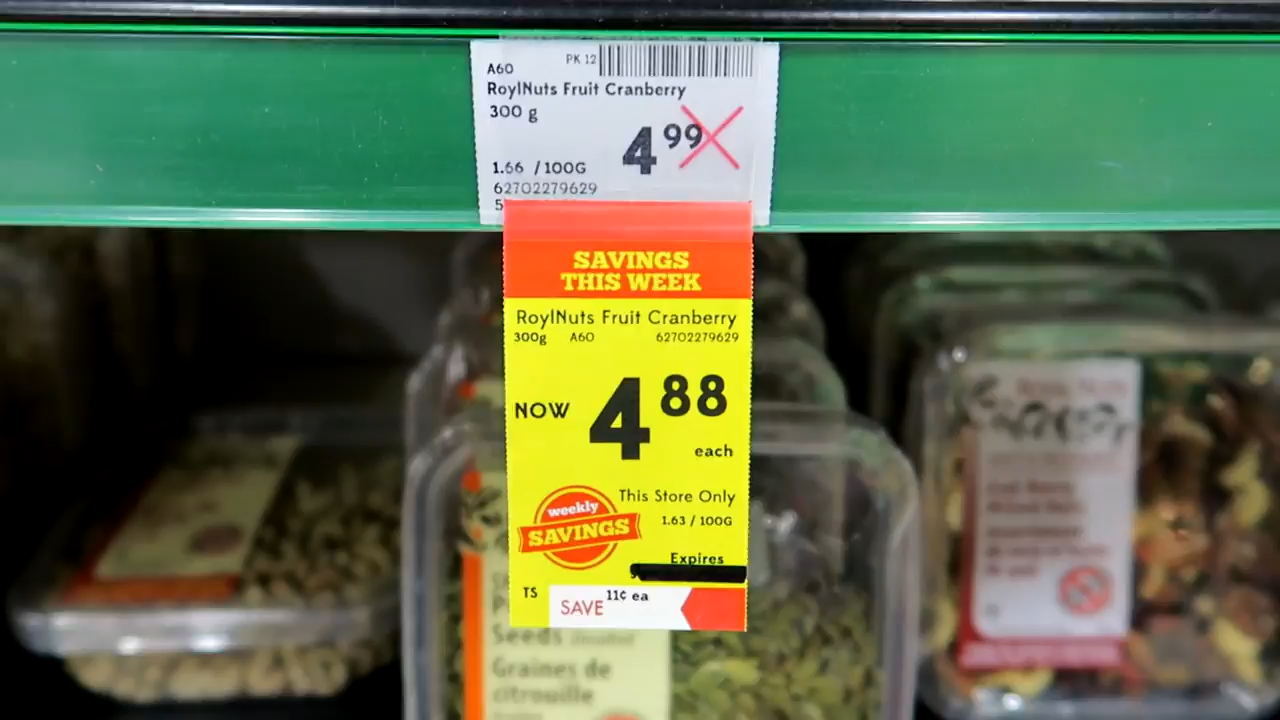 A60
PK 12
RoylNuts Fruit Cranberry
300 g
4 99
1.66 / 100G
62702279629
5
SAVINGS
THIS WEEK
RoylNuts Fruit Cranberry
300g A60 62702279629
NOW 4 88
each
This Store Only
1.63 / 100G
weekly
SAVINGS
Expires
TS
SAVE 11¢ ea
Seeds
Graines de
citrouille